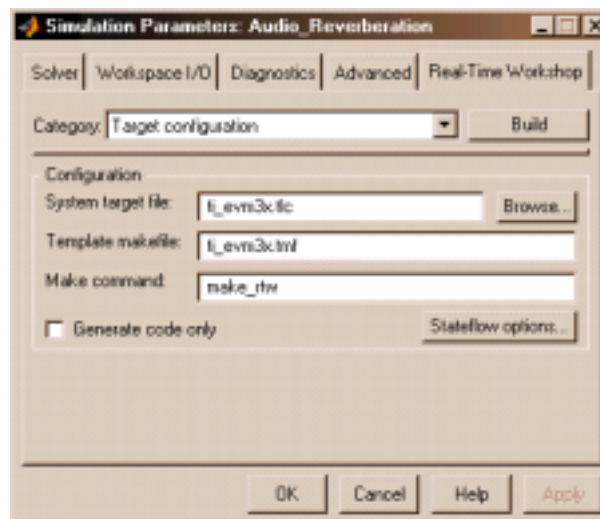 Simulation Parameters: Audio_Reverberation
Solver Workspace I/O Diagnostics Advanced Real-Time Workshop
Category: Target configuration Build
Configuration
System target file: ti_evm3x.tlc Browse...
Template makefile: ti_evm3x.tmf
Make command: make_rtw
Generate code only Stateflow options...
OK Cancel Help Apply